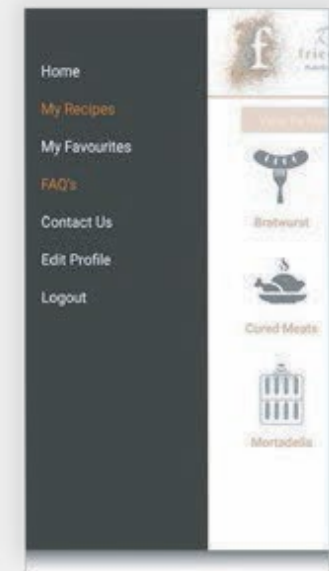 Home
My Recipes
My Favourites
FAQ's
Contact Us
Edit Profile
Logout
f
Bratwurst
Cured Meats
Mortadella